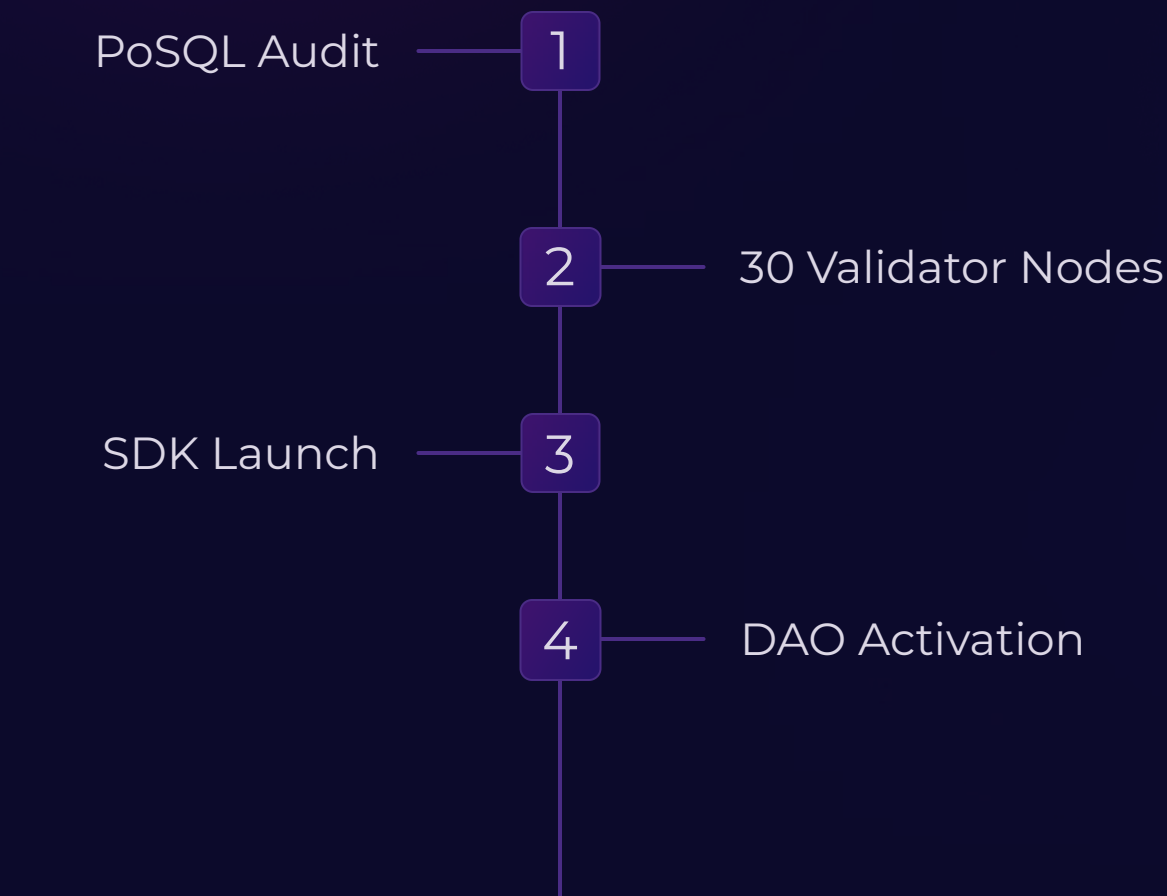 PoSQL Audit
1
2
30 Validator Nodes
SDK Launch
3
4
DAO Activation